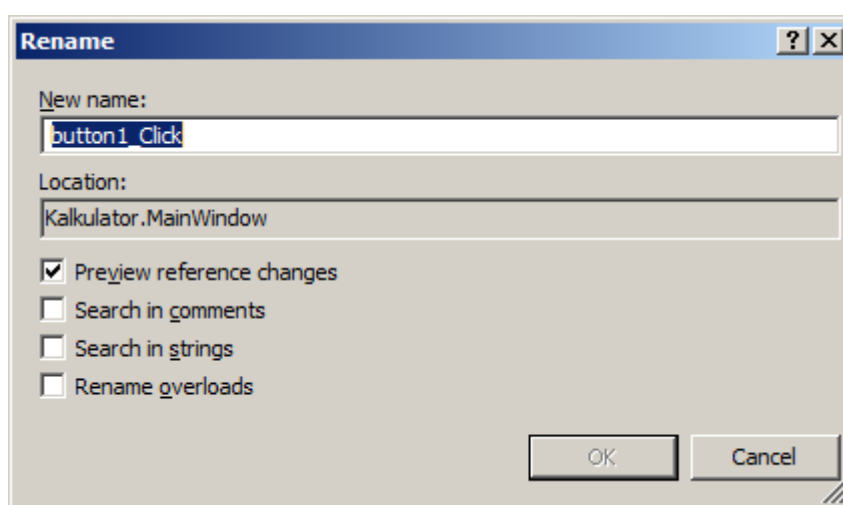 Rename
New name:
button1_Click
Location:
Kalkulator.MainWindow
Preview reference changes
Search in comments
Search in strings
Rename overloads
OK Cancel